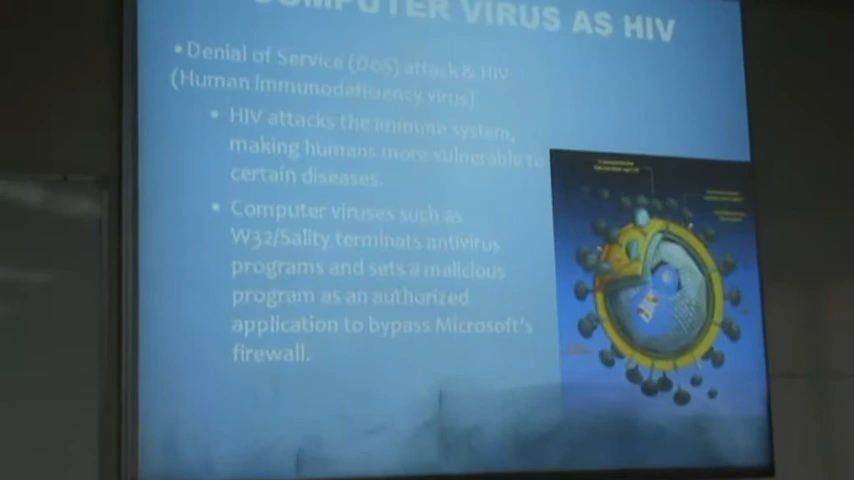 COMPUTER VIRUS AS HIV
•Denial of Service (DoS) attack & HIV
(Human Immunodeficiency virus)
• HIV attacks the immune system,
making humans more vulnerable to
certain diseases.
• Computer viruses such as
W32/Sality terminats antivirus
programs and sets a malicious
program as an authorized
application to bypass Microsoft's
firewall.